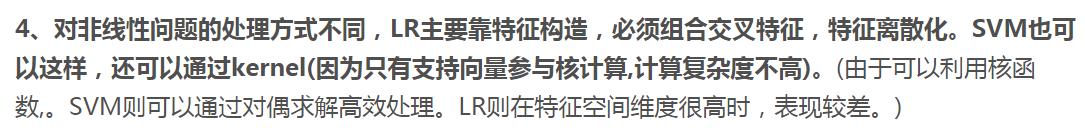 4、对非线性问题的处理方式不同，LR主要靠特征构造，必须组合交叉特征，特征离散化。SVM也可
以这样，还可以通过kernel(因为只有支持向量参与核计算,计算复杂度不高)。(由于可以利用核函
数,。SVM则可以通过对偶求解高效处理。LR则在特征空间维度很高时，表现较差。)